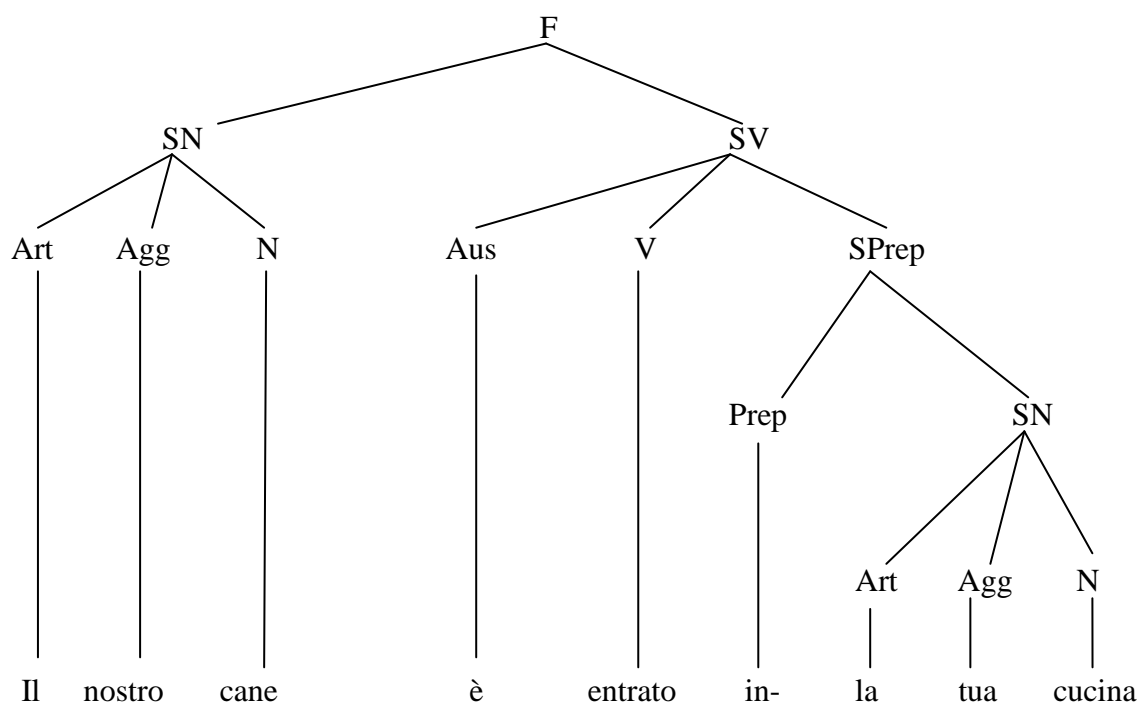 F
SN SV
Art Agg N Aus V SPrep
Prep SN
Art Agg N
Il nostro cane è entrato in- la tua cucina